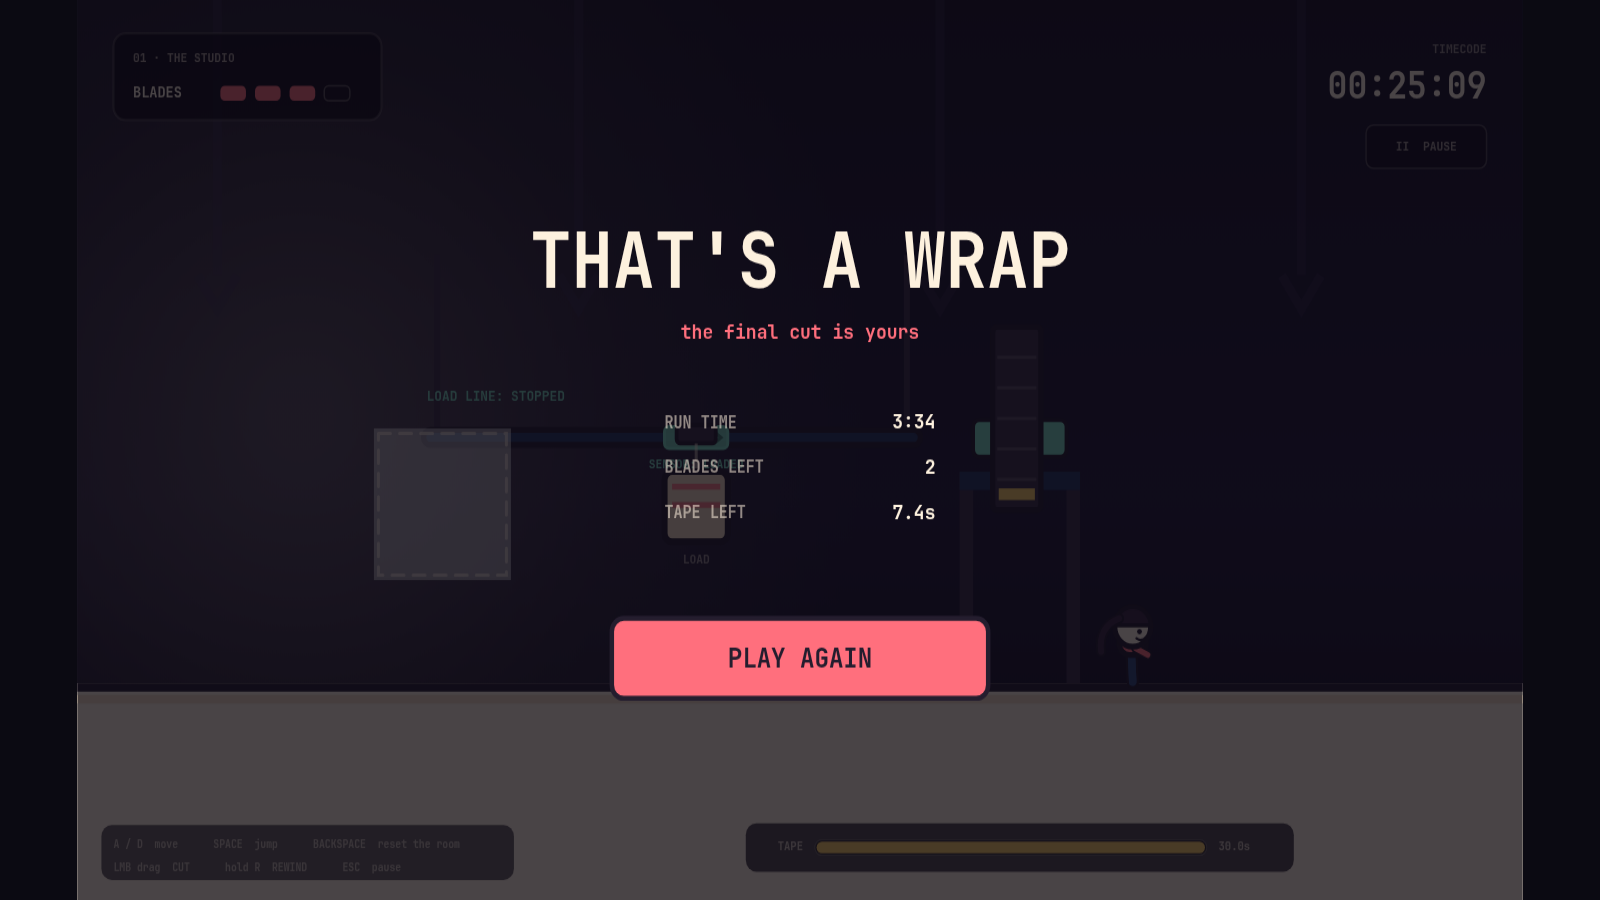 01 · THE STUDIO
BLADES
TIMECODE
00:25:09
II PAUSE
THAT'S A WRAP
the final cut is yours
LOAD LINE: STOPPED
RUN TIME 3:34
BLADES LEFT 2
TAPE LEFT 7.4s
LOAD
PLAY AGAIN
A / D move SPACE jump BACKSPACE reset the room
LMB drag CUT hold R REWIND ESC pause
TAPE 30.0s